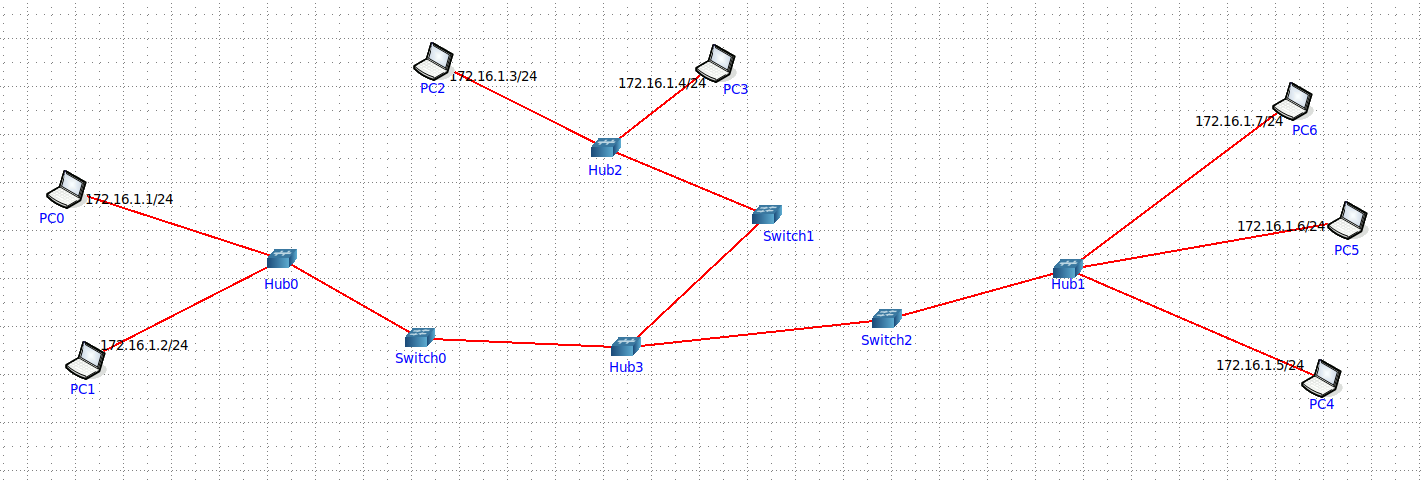 172.16.1.3/24
PC2
172.16.1.4/24
PC3
172.16.1.7/24
PC6
Hub2
172.16.1.1/24
PC0
Switch1
172.16.1.6/24
PC5
Hub0
Hub1
172.16.1.2/24
PC1
Switch0
Hub3
Switch2
172.16.1.5/24
PC4